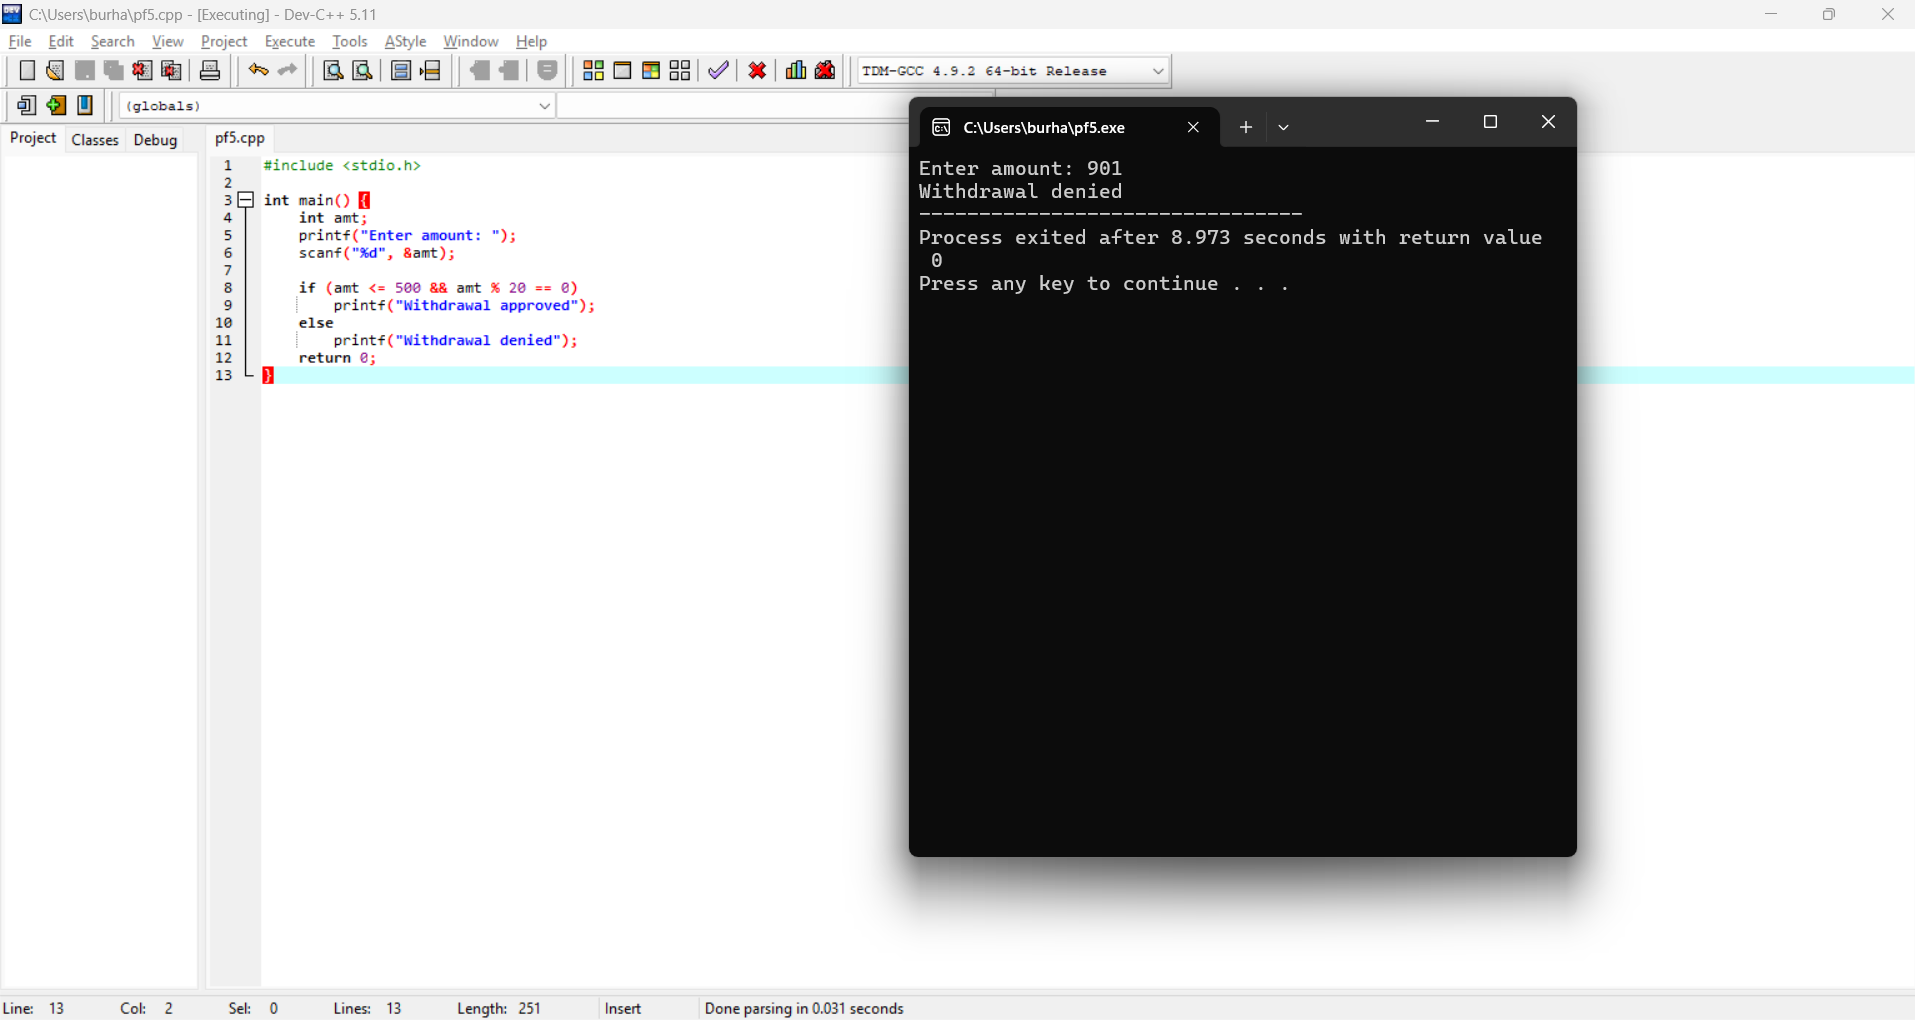 C:\Users\burha\pf5.cpp - [Executing] - Dev-C++ 5.11
File Edit Search View Project Execute Tools AStyle Window Help
TDM-GCC 4.9.2 64-bit Release
(globals)
Project Classes Debug
pf5.cpp
1 #include <stdio.h>
2
3 int main() {
4     int amt;
5     printf("Enter amount: ");
6     scanf("%d", &amt);
7
8     if (amt <= 500 && amt % 20 == 0)
9         printf("Withdrawal approved");
10     else
11         printf("Withdrawal denied");
12     return 0;
13 }
C:\Users\burha\pf5.exe
Enter amount: 901
Withdrawal denied
--------------------------------
Process exited after 8.973 seconds with return value
 0
Press any key to continue . . .
Line: 13 Col: 2 Sel: 0 Lines: 13 Length: 251 Insert Done parsing in 0.031 seconds